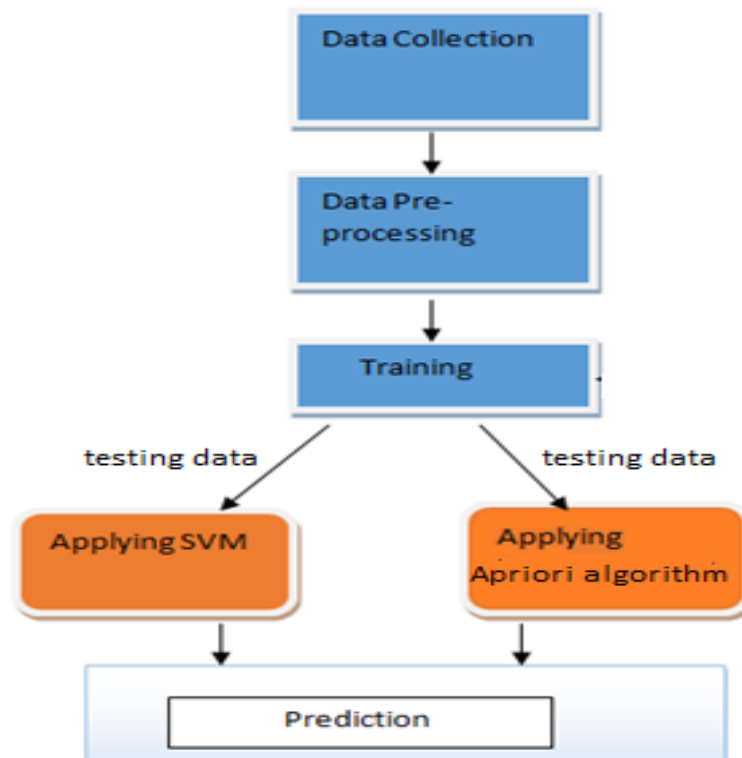 Data Collection
Data Pre-
processing
Training
testing data
testing data
Applying SVM
Applying
Apriori algorithm
Prediction